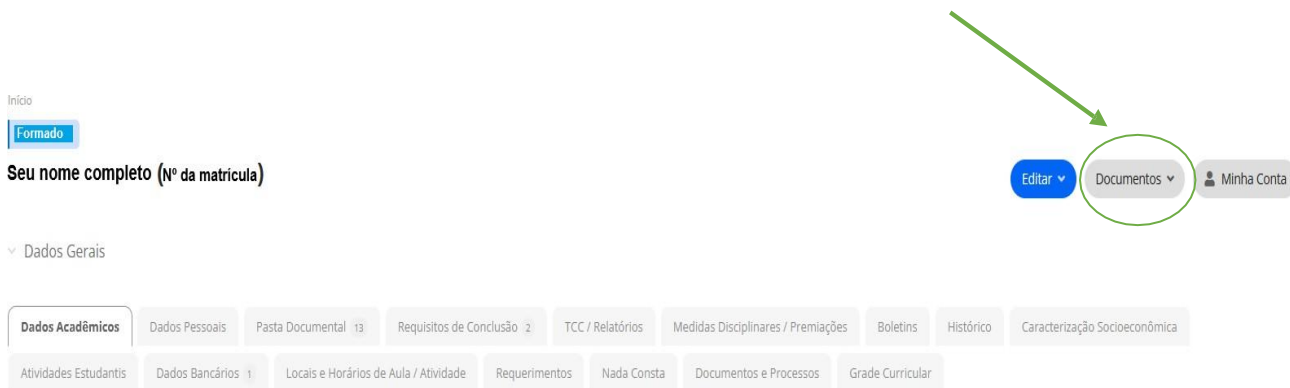 Início
Formado
Seu nome completo (Nº da matrícula)
Editar Documentos Minha Conta
Dados Gerais
Dados Acadêmicos Dados Pessoais Pasta Documental 13 Requisitos de Conclusão 2 TCC / Relatórios Medidas Disciplinares / Premiações Boletins Histórico Caracterização Socioeconômica
Atividades Estudantis Dados Bancários 1 Locais e Horários de Aula / Atividade Requerimentos Nada Consta Documentos e Processos Grade Curricular